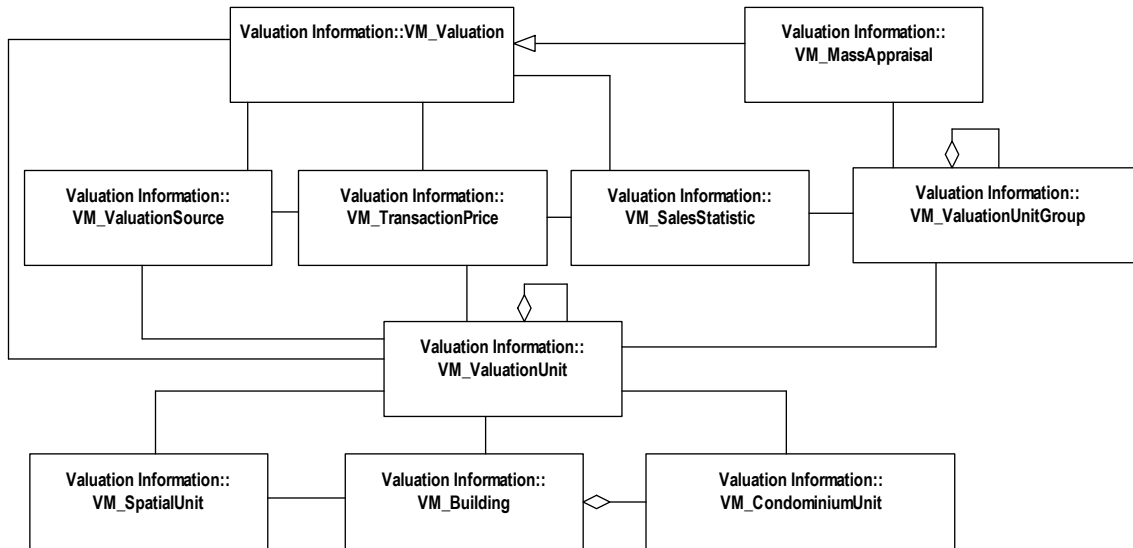 Valuation Information::VM_Valuation
Valuation Information::
VM_MassAppraisal
Valuation Information::
VM_ValuationSource
Valuation Information::
VM_TransactionPrice
Valuation Information::
VM_SalesStatistic
Valuation Information::
VM_ValuationUnitGroup
Valuation Information::
VM_ValuationUnit
Valuation Information::
VM_SpatialUnit
Valuation Information::
VM_Building
Valuation Information::
VM_CondominiumUnit